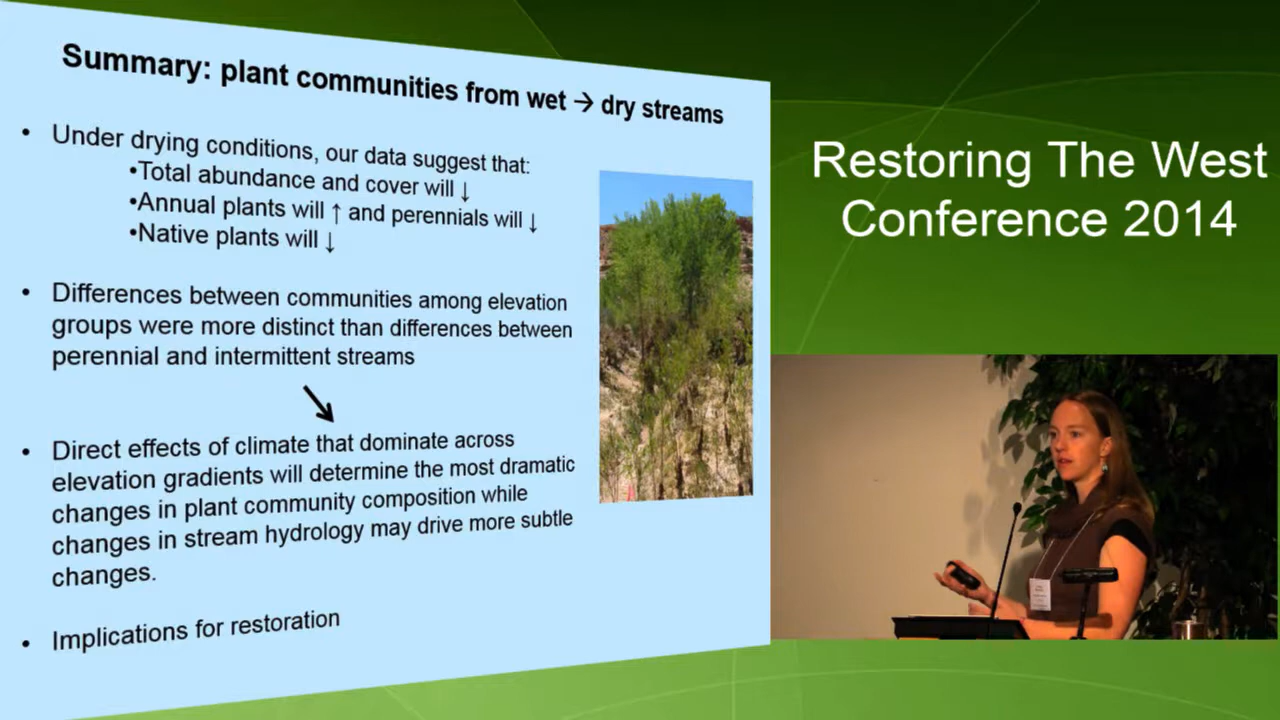 Summary: plant communities from wet → dry streams
• Under drying conditions, our data suggest that:
•Total abundance and cover will ↓
•Annual plants will ↑ and perennials will ↓
•Native plants will ↓
• Differences between communities among elevation
groups were more distinct than differences between
perennial and intermittent streams
• Direct effects of climate that dominate across
elevation gradients will determine the most dramatic
changes in plant community composition while
changes in stream hydrology may drive more subtle
changes.
• Implications for restoration
Restoring The West
Conference 2014